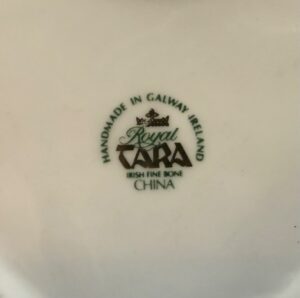 HANDMADE IN GALWAY IRELAND
Royal
TARA
IRISH FINE BONE
CHINA